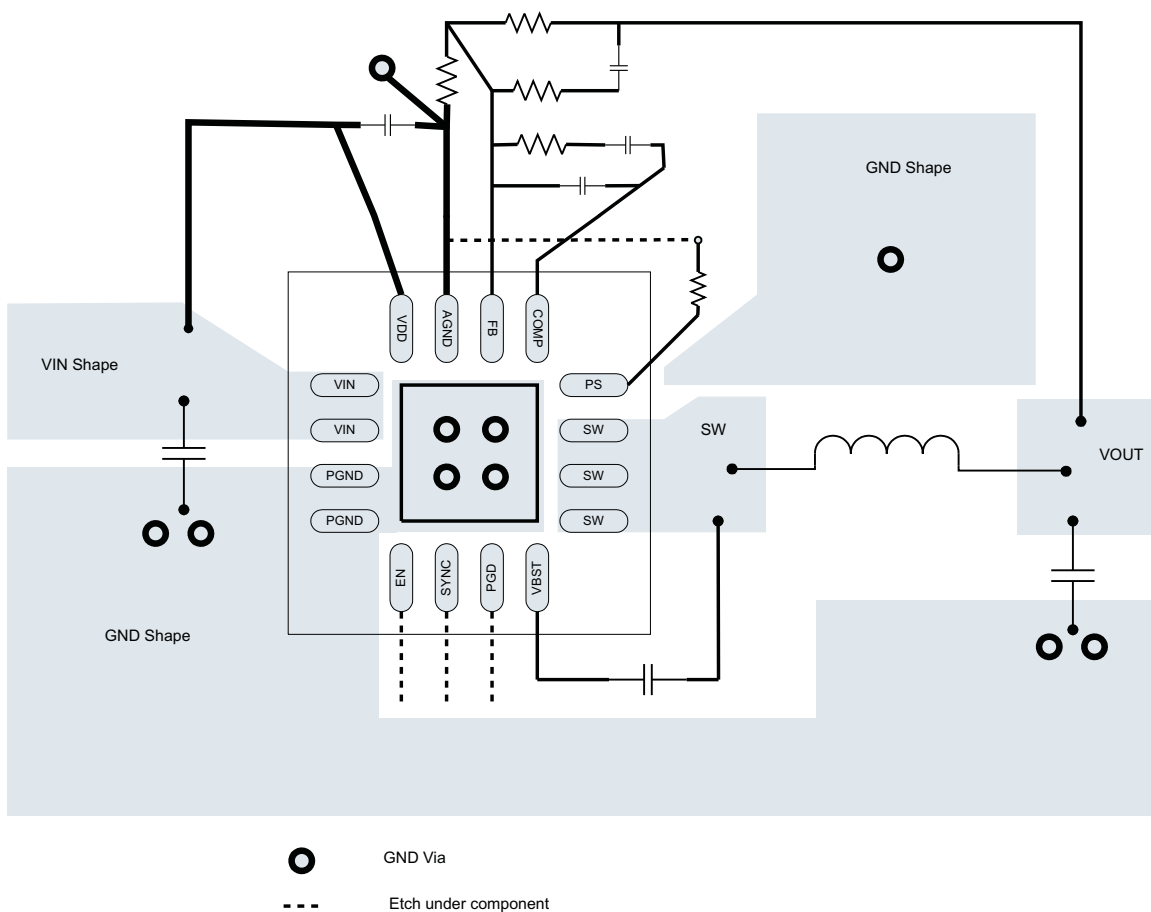 GND Shape
VDD
AGND
FB
COMP
VIN Shape
VIN
PS
VIN
SW
SW
VOUT
PGND
SW
PGND
SW
EN
SYNC
PGD
VBST
GND Shape
GND Via
Etch under component